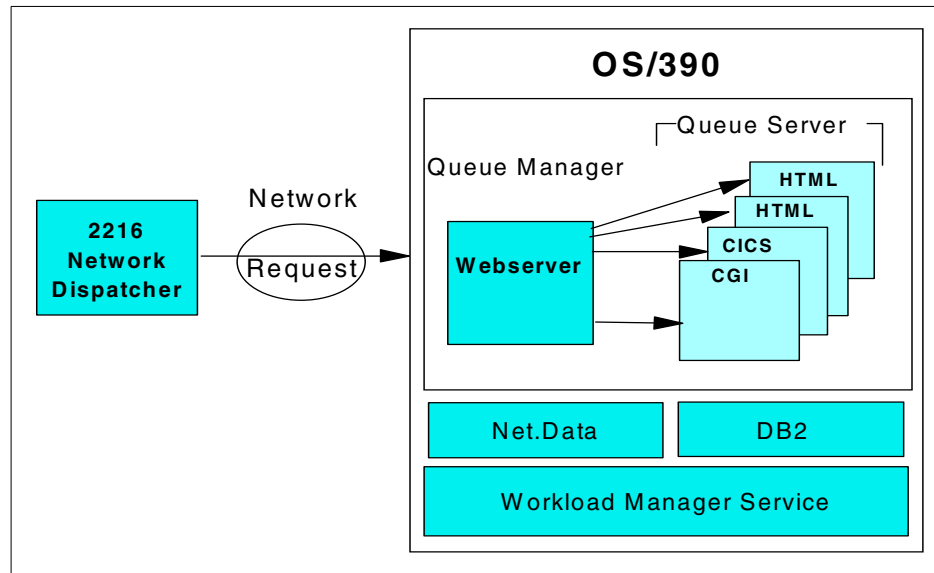 OS/390
Queue Server
Queue Manager
HTML
HTML
CICS
CGI
Webserver
Network
Request
2216
Network
Dispatcher
Net.Data
DB2
Workload Manager Service